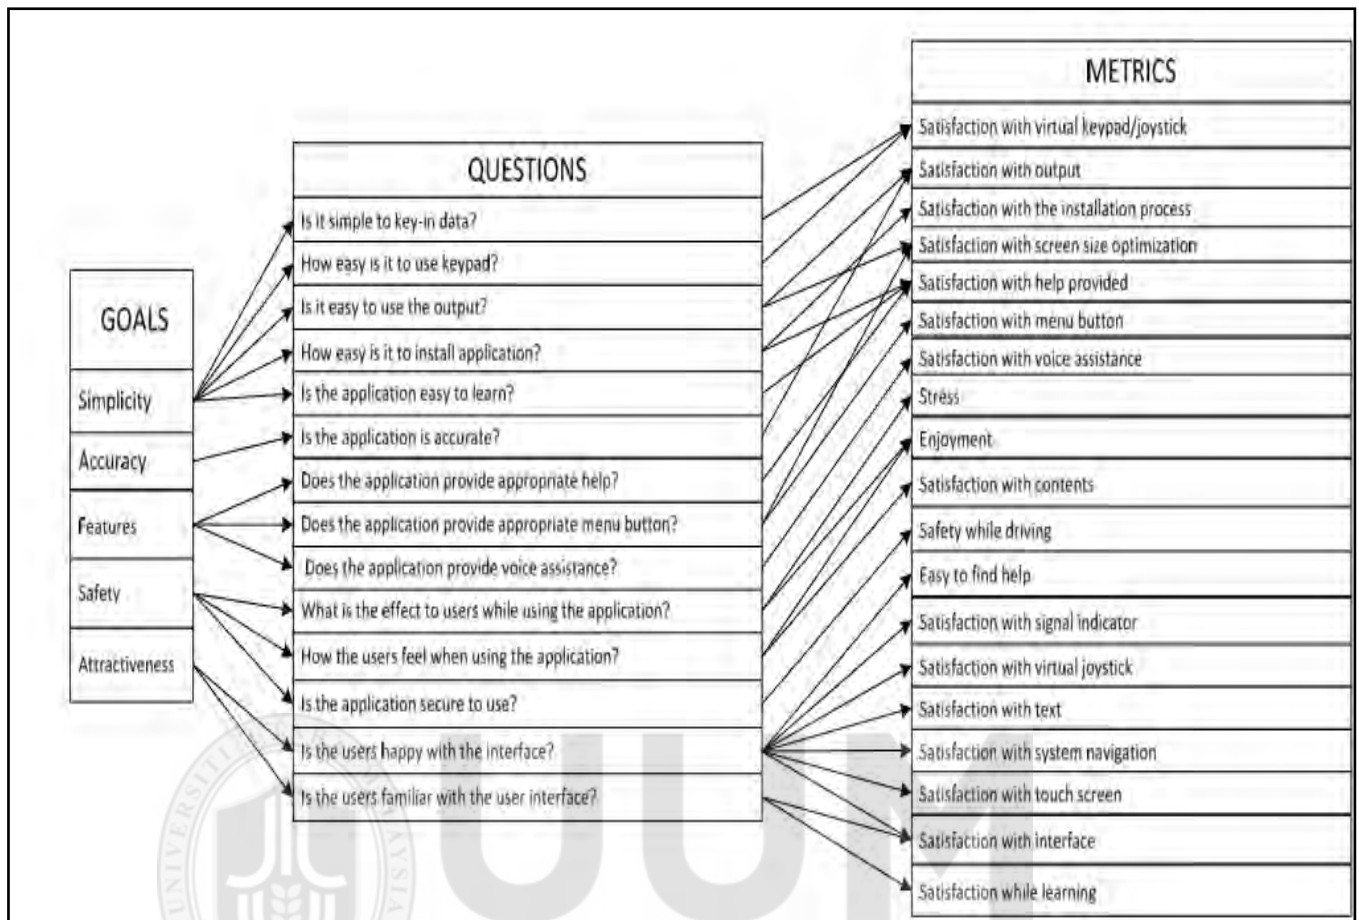 GOALS
Simplicity
Accuracy
Features
Safety
Attractiveness
QUESTIONS
Is it simple to key-in data?
How easy is it to use keypad?
Is it easy to use the output?
How easy is it to install application?
Is the application easy to learn?
Is the application is accurate?
Does the application provide appropriate help?
Does the application provide appropriate menu button?
Does the application provide voice assistance?
What is the effect to users while using the application?
How the users feel when using the application?
Is the application secure to use?
Is the users happy with the interface?
Is the users familiar with the user interface?
METRICS
Satisfaction with virtual keypad/joystick
Satisfaction with output
Satisfaction with the installation process
Satisfaction with screen size optimization
Satisfaction with help provided
Satisfaction with menu button
Satisfaction with voice assistance
Stress
Enjoyment
Satisfaction with contents
Safety while driving
Easy to find help
Satisfaction with signal indicator
Satisfaction with virtual joystick
Satisfaction with text
Satisfaction with system navigation
Satisfaction with touch screen
Satisfaction with interface
Satisfaction while learning
UUM